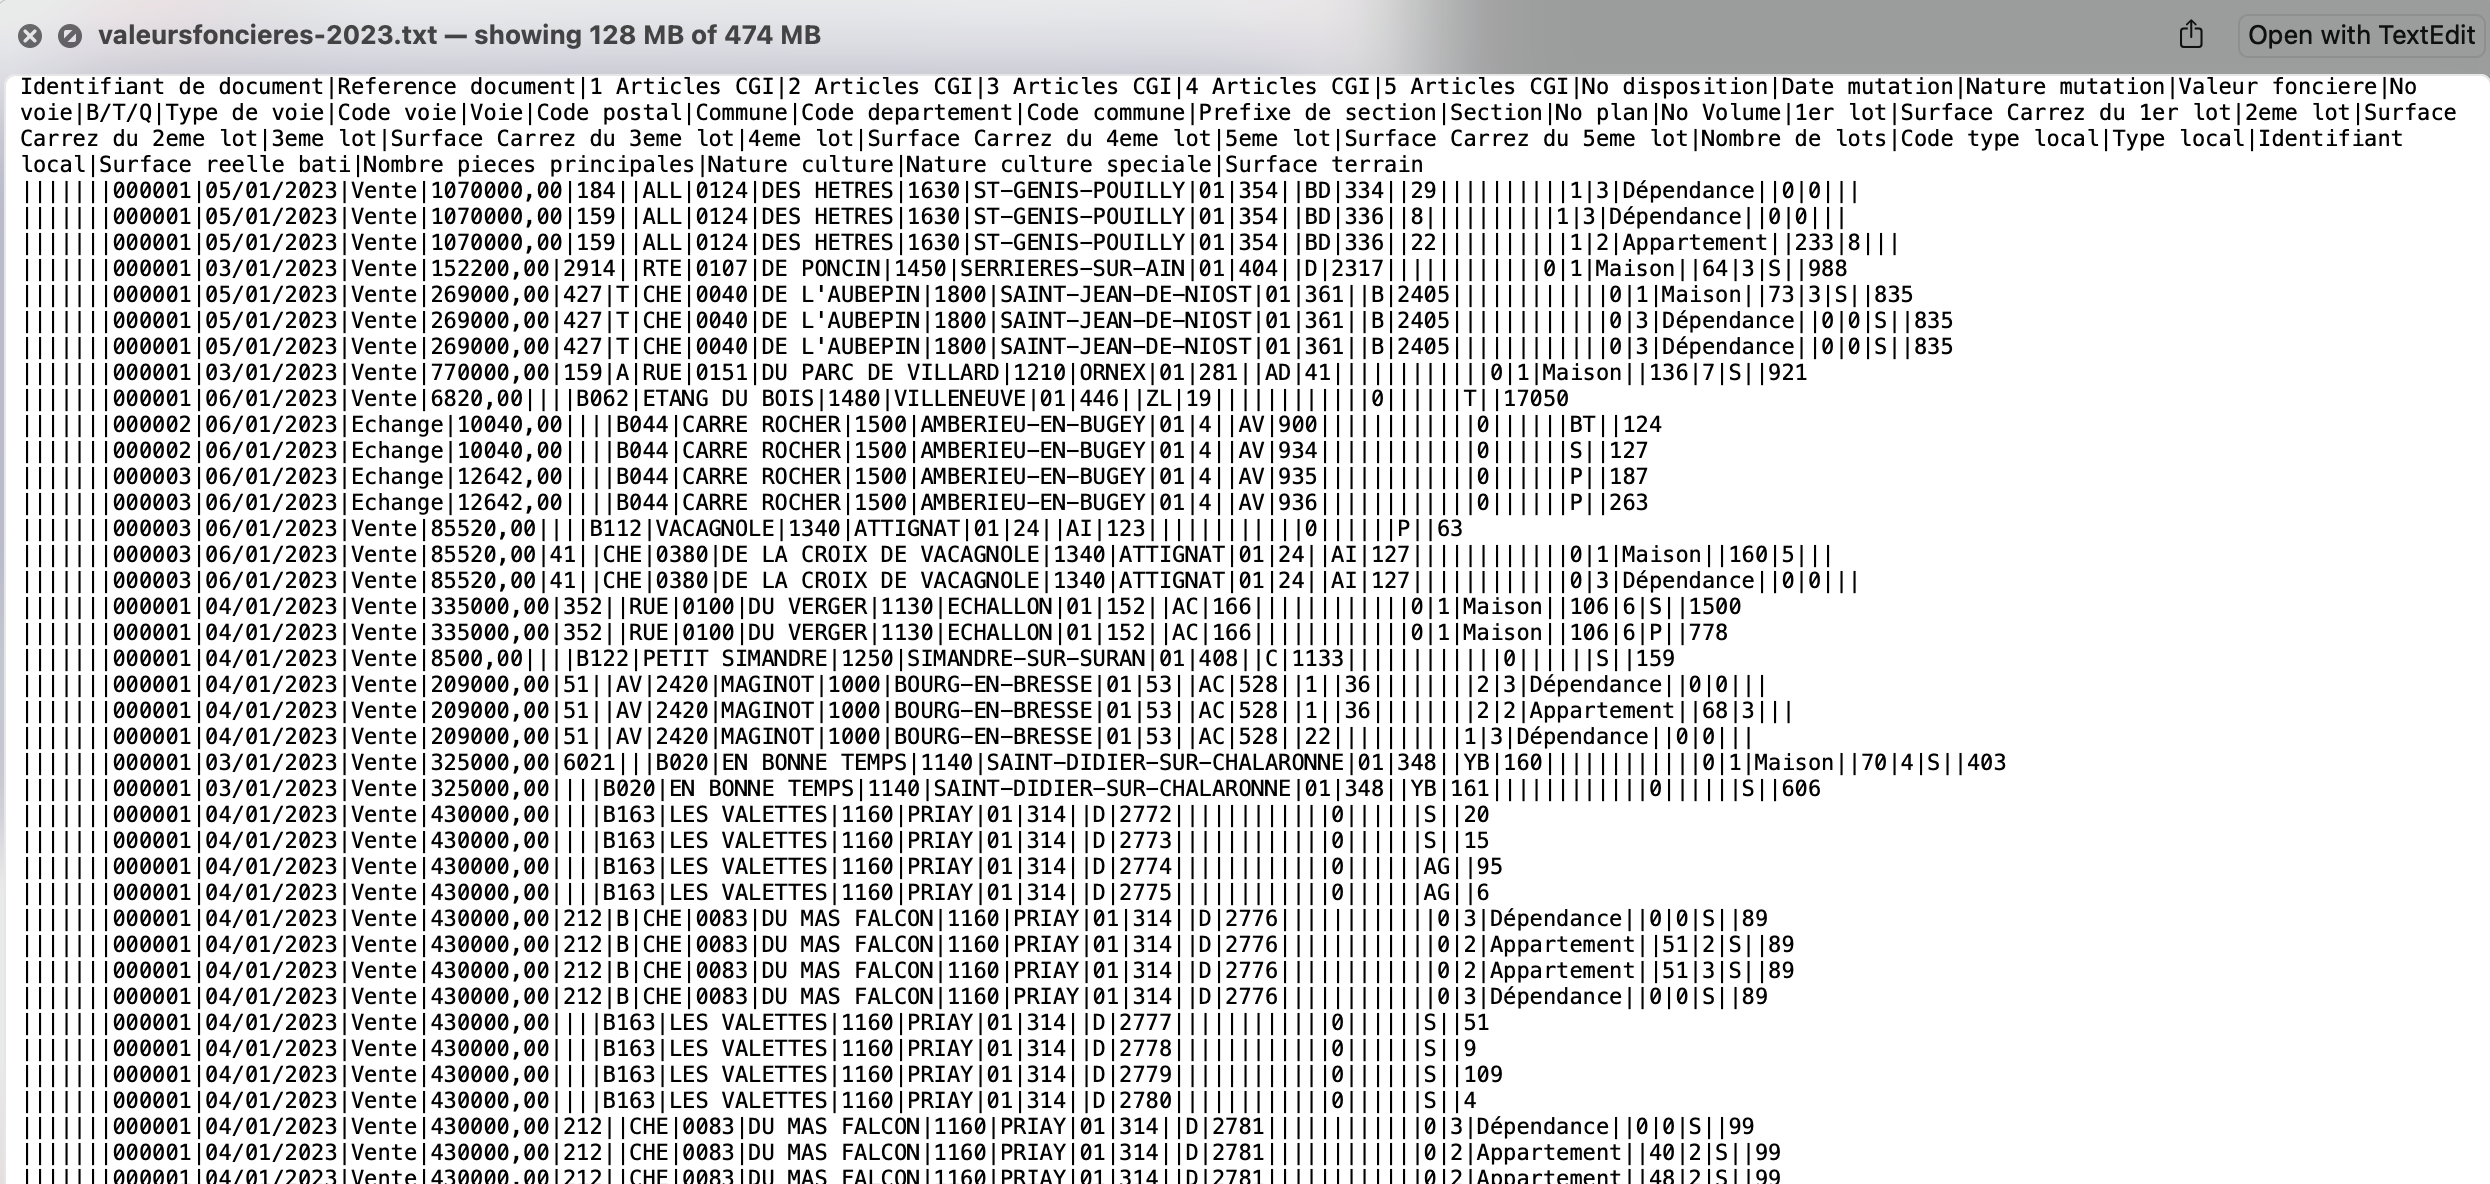 valeursfoncieres-2023.txt — showing 128 MB of 474 MB
Open with TextEdit
Identifiant de document|Reference document|1 Articles CGI|2 Articles CGI|3 Articles CGI|4 Articles CGI|5 Articles CGI|No disposition|Date mutation|Nature mutation|Valeur fonciere|No
voie|B/T/Q|Type de voie|Code voie|Voie|Code postal|Commune|Code departement|Code commune|Prefixe de section|Section|No plan|No Volume|1er lot|Surface Carrez du 1er lot|2eme lot|Surface
Carrez du 2eme lot|3eme lot|Surface Carrez du 3eme lot|4eme lot|Surface Carrez du 4eme lot|5eme lot|Surface Carrez du 5eme lot|Nombre de lots|Code type local|Type local|Identifiant
local|Surface reelle bati|Nombre pieces principales|Nature culture|Nature culture speciale|Surface terrain
|||||||000001|05/01/2023|Vente|1070000,00|184||ALL|0124|DES HETRES|1630|ST-GENIS-POUILLY|01|354||BD|334||29||||||||||1|3|Dépendance||0|0|||
|||||||000001|05/01/2023|Vente|1070000,00|159||ALL|0124|DES HETRES|1630|ST-GENIS-POUILLY|01|354||BD|336||8||||||||||1|3|Dépendance||0|0|||
|||||||000001|05/01/2023|Vente|1070000,00|159||ALL|0124|DES HETRES|1630|ST-GENIS-POUILLY|01|354||BD|336||22||||||||||1|2|Appartement||233|8|||
|||||||000001|03/01/2023|Vente|152200,00|2914||RTE|0107|DE PONCIN|1450|SERRIERES-SUR-AIN|01|404||D|2317||||||||||||0|1|Maison||64|3|S||988
|||||||000001|05/01/2023|Vente|269000,00|427|T|CHE|0040|DE L'AUBEPIN|1800|SAINT-JEAN-DE-NIOST|01|361||B|2405||||||||||||0|1|Maison||73|3|S||835
|||||||000001|05/01/2023|Vente|269000,00|427|T|CHE|0040|DE L'AUBEPIN|1800|SAINT-JEAN-DE-NIOST|01|361||B|2405||||||||||||0|3|Dépendance||0|0|S||835
|||||||000001|05/01/2023|Vente|269000,00|427|T|CHE|0040|DE L'AUBEPIN|1800|SAINT-JEAN-DE-NIOST|01|361||B|2405||||||||||||0|3|Dépendance||0|0|S||835
|||||||000001|03/01/2023|Vente|770000,00|159|A|RUE|0151|DU PARC DE VILLARD|1210|ORNEX|01|281||AD|41||||||||||||0|1|Maison||136|7|S||921
|||||||000001|06/01/2023|Vente|6820,00||||B062|ETANG DU BOIS|1480|VILLENEUVE|01|446||ZL|19||||||||||||0||||||T||17050
|||||||000002|06/01/2023|Echange|10040,00||||B044|CARRE ROCHER|1500|AMBERIEU-EN-BUGEY|01|4||AV|900||||||||||||0||||||BT||124
|||||||000002|06/01/2023|Echange|10040,00||||B044|CARRE ROCHER|1500|AMBERIEU-EN-BUGEY|01|4||AV|934||||||||||||0||||||S||127
|||||||000003|06/01/2023|Echange|12642,00||||B044|CARRE ROCHER|1500|AMBERIEU-EN-BUGEY|01|4||AV|935||||||||||||0||||||P||187
|||||||000003|06/01/2023|Echange|12642,00||||B044|CARRE ROCHER|1500|AMBERIEU-EN-BUGEY|01|4||AV|936||||||||||||0||||||P||263
|||||||000003|06/01/2023|Vente|85520,00||||B112|VACAGNOLE|1340|ATTIGNAT|01|24||AI|123||||||||||||0||||||P||63
|||||||000003|06/01/2023|Vente|85520,00|41||CHE|0380|DE LA CROIX DE VACAGNOLE|1340|ATTIGNAT|01|24||AI|127||||||||||||0|1|Maison||160|5|||
|||||||000003|06/01/2023|Vente|85520,00|41||CHE|0380|DE LA CROIX DE VACAGNOLE|1340|ATTIGNAT|01|24||AI|127||||||||||||0|3|Dépendance||0|0|||
|||||||000001|04/01/2023|Vente|335000,00|352||RUE|0100|DU VERGER|1130|ECHALLON|01|152||AC|166||||||||||||0|1|Maison||106|6|S||1500
|||||||000001|04/01/2023|Vente|335000,00|352||RUE|0100|DU VERGER|1130|ECHALLON|01|152||AC|166||||||||||||0|1|Maison||106|6|P||778
|||||||000001|04/01/2023|Vente|8500,00||||B122|PETIT SIMANDRE|1250|SIMANDRE-SUR-SURAN|01|408||C|1133||||||||||||0||||||S||159
|||||||000001|04/01/2023|Vente|209000,00|51||AV|2420|MAGINOT|1000|BOURG-EN-BRESSE|01|53||AC|528||1||36||||||||2|3|Dépendance||0|0|||
|||||||000001|04/01/2023|Vente|209000,00|51||AV|2420|MAGINOT|1000|BOURG-EN-BRESSE|01|53||AC|528||1||36||||||||2|2|Appartement||68|3|||
|||||||000001|04/01/2023|Vente|209000,00|51||AV|2420|MAGINOT|1000|BOURG-EN-BRESSE|01|53||AC|528||22||||||||||1|3|Dépendance||0|0|||
|||||||000001|03/01/2023|Vente|325000,00|6021|||B020|EN BONNE TEMPS|1140|SAINT-DIDIER-SUR-CHALARONNE|01|348||YB|160||||||||||||0|1|Maison||70|4|S||403
|||||||000001|03/01/2023|Vente|325000,00||||B020|EN BONNE TEMPS|1140|SAINT-DIDIER-SUR-CHALARONNE|01|348||YB|161||||||||||||0||||||S||606
|||||||000001|04/01/2023|Vente|430000,00||||B163|LES VALETTES|1160|PRIAY|01|314||D|2772||||||||||||0||||||S||20
|||||||000001|04/01/2023|Vente|430000,00||||B163|LES VALETTES|1160|PRIAY|01|314||D|2773||||||||||||0||||||S||15
|||||||000001|04/01/2023|Vente|430000,00||||B163|LES VALETTES|1160|PRIAY|01|314||D|2774||||||||||||0||||||AG||95
|||||||000001|04/01/2023|Vente|430000,00||||B163|LES VALETTES|1160|PRIAY|01|314||D|2775||||||||||||0||||||AG||6
|||||||000001|04/01/2023|Vente|430000,00|212|B|CHE|0083|DU MAS FALCON|1160|PRIAY|01|314||D|2776||||||||||||0|3|Dépendance||0|0|S||89
|||||||000001|04/01/2023|Vente|430000,00|212|B|CHE|0083|DU MAS FALCON|1160|PRIAY|01|314||D|2776||||||||||||0|2|Appartement||51|2|S||89
|||||||000001|04/01/2023|Vente|430000,00|212|B|CHE|0083|DU MAS FALCON|1160|PRIAY|01|314||D|2776||||||||||||0|2|Appartement||51|3|S||89
|||||||000001|04/01/2023|Vente|430000,00|212|B|CHE|0083|DU MAS FALCON|1160|PRIAY|01|314||D|2776||||||||||||0|3|Dépendance||0|0|S||89
|||||||000001|04/01/2023|Vente|430000,00||||B163|LES VALETTES|1160|PRIAY|01|314||D|2777||||||||||||0||||||S||51
|||||||000001|04/01/2023|Vente|430000,00||||B163|LES VALETTES|1160|PRIAY|01|314||D|2778||||||||||||0||||||S||9
|||||||000001|04/01/2023|Vente|430000,00||||B163|LES VALETTES|1160|PRIAY|01|314||D|2779||||||||||||0||||||S||109
|||||||000001|04/01/2023|Vente|430000,00||||B163|LES VALETTES|1160|PRIAY|01|314||D|2780||||||||||||0||||||S||4
|||||||000001|04/01/2023|Vente|430000,00|212||CHE|0083|DU MAS FALCON|1160|PRIAY|01|314||D|2781||||||||||||0|3|Dépendance||0|0|S||99
|||||||000001|04/01/2023|Vente|430000,00|212||CHE|0083|DU MAS FALCON|1160|PRIAY|01|314||D|2781||||||||||||0|2|Appartement||40|2|S||99
|||||||000001|04/01/2023|Vente|430000,00|212||CHE|0083|DU MAS FALCON|1160|PRIAY|01|314||D|2781||||||||||||0|2|Appartement||48|2|S||99